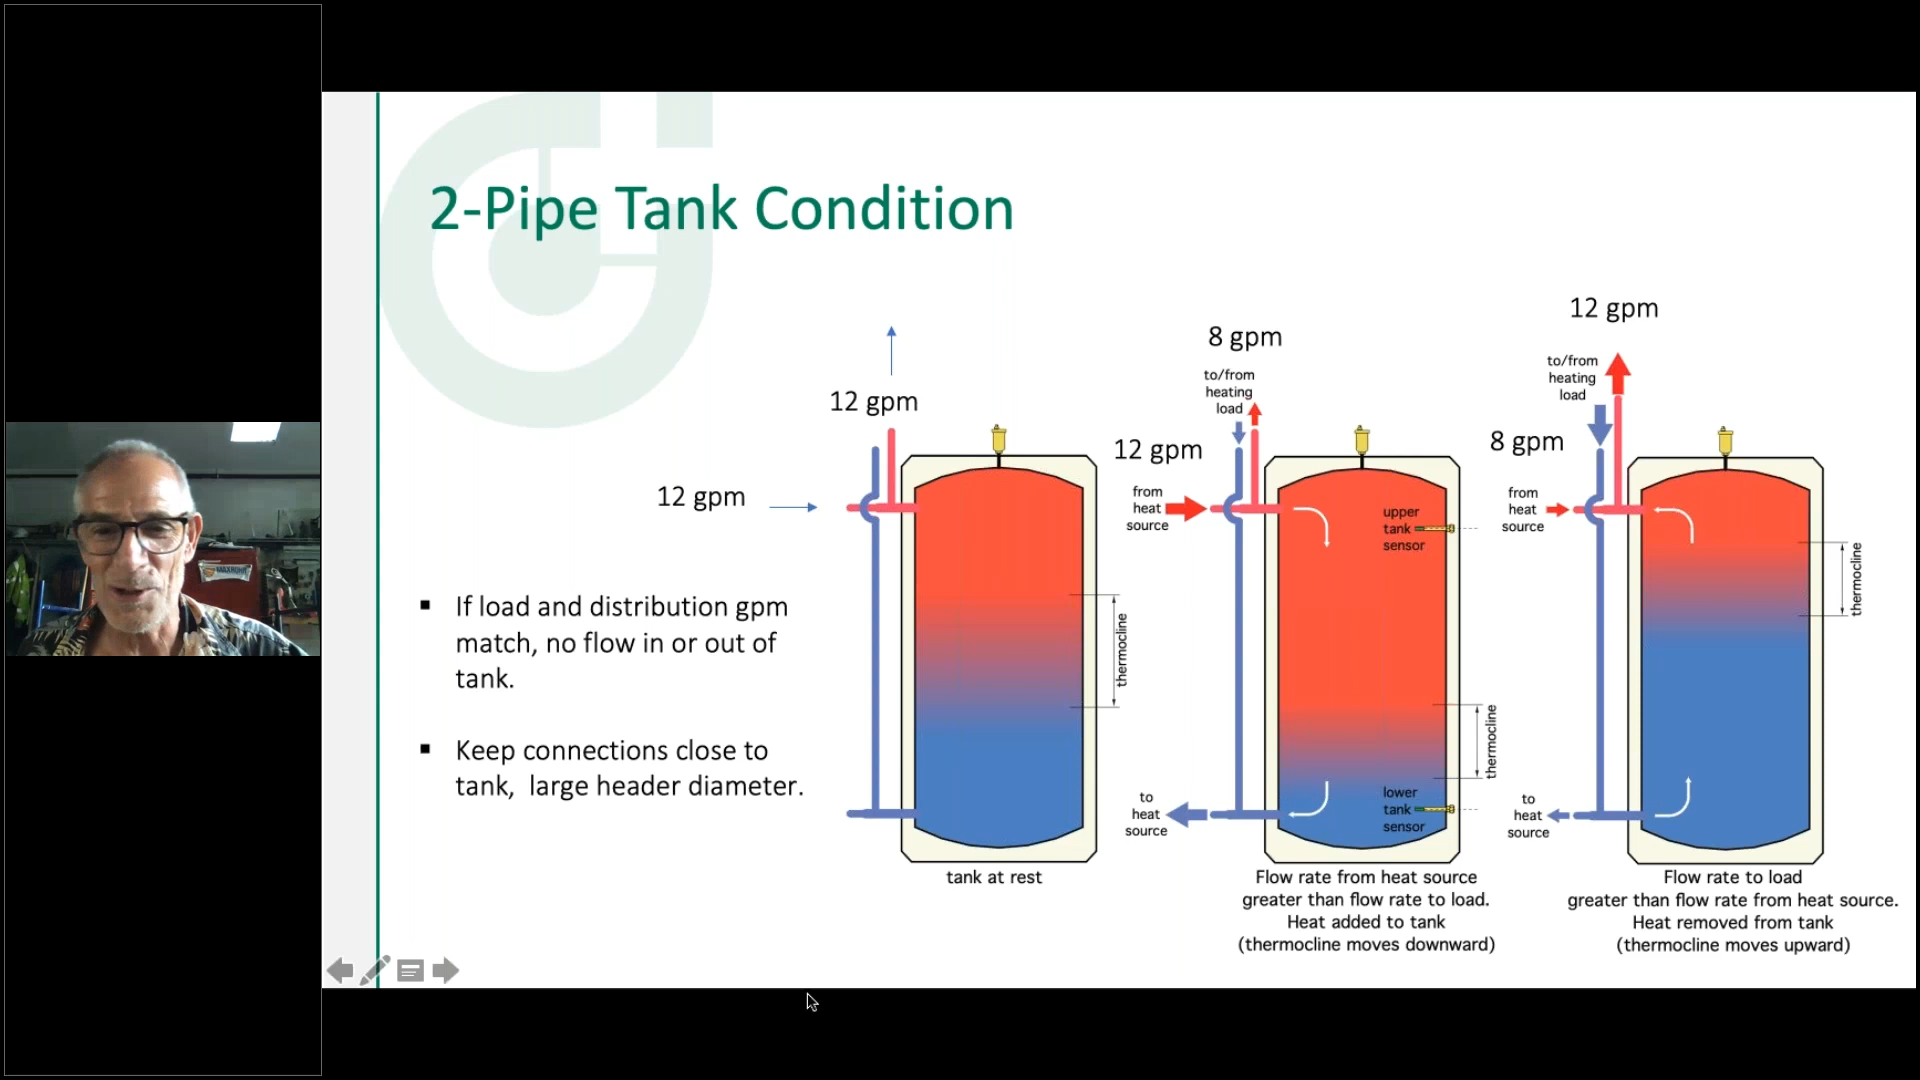 2-Pipe Tank Condition
12 gpm
12 gpm
▪ If load and distribution gpm
match, no flow in or out of
tank.
▪ Keep connections close to
tank,  large header diameter.
thermocline
tank at rest
8 gpm
to/from
heating
load
12 gpm
from
heat
source
upper
tank
sensor
thermocline
lower
tank
sensor
to
heat
source
Flow rate from heat source
greater than flow rate to load.
Heat added to tank
(thermocline moves downward)
12 gpm
to/from
heating
load
8 gpm
from
heat
source
thermocline
to
heat
source
Flow rate to load
greater than flow rate from heat source.
Heat removed from tank
(thermocline moves upward)